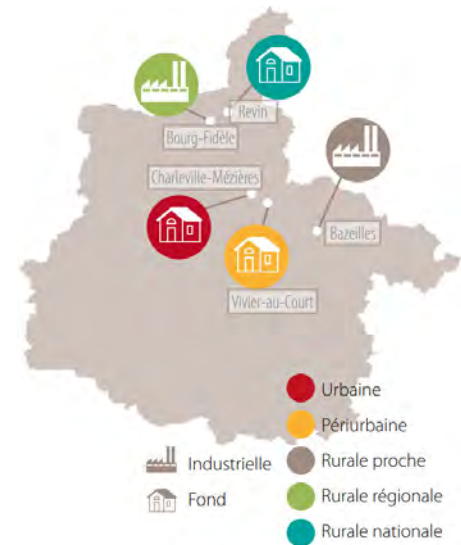 Revin
Bourg-Fidèle
Charleville-Mézières
Bazeilles
Vivier-au-Court
Urbaine
Périurbaine
Industrielle
Rurale proche
Rurale régionale
Fond
Rurale nationale